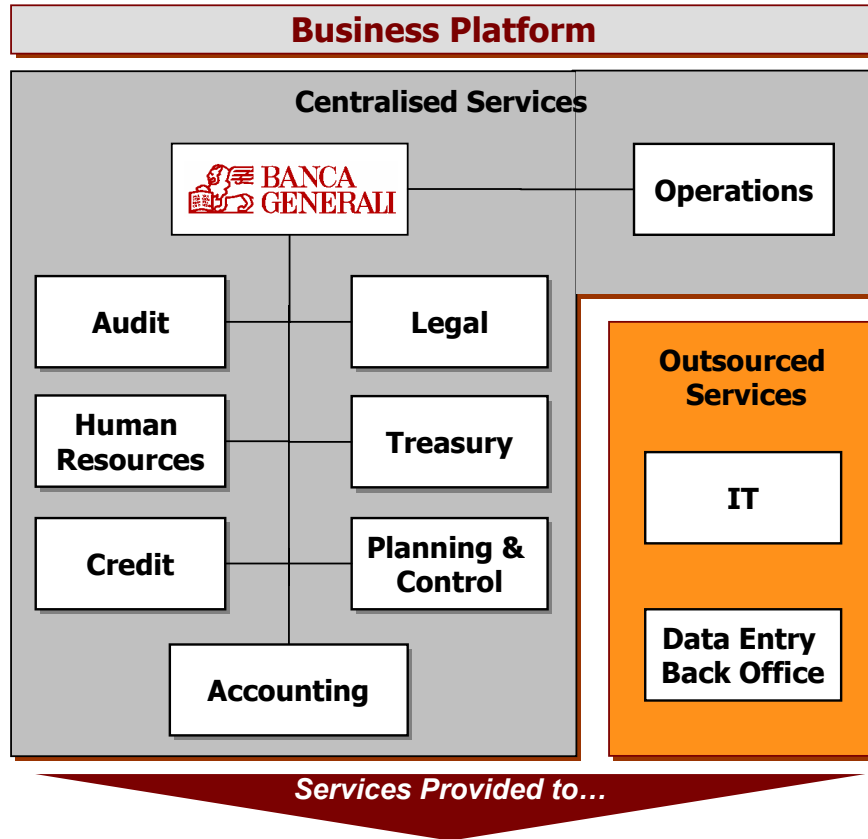 Business Platform
Centralised Services
BANCA
GENERALI
Operations
Audit
Legal
Human
Resources
Treasury
Credit
Planning &
Control
Accounting
Outsourced
Services
IT
Data Entry
Back Office
Services Provided to…